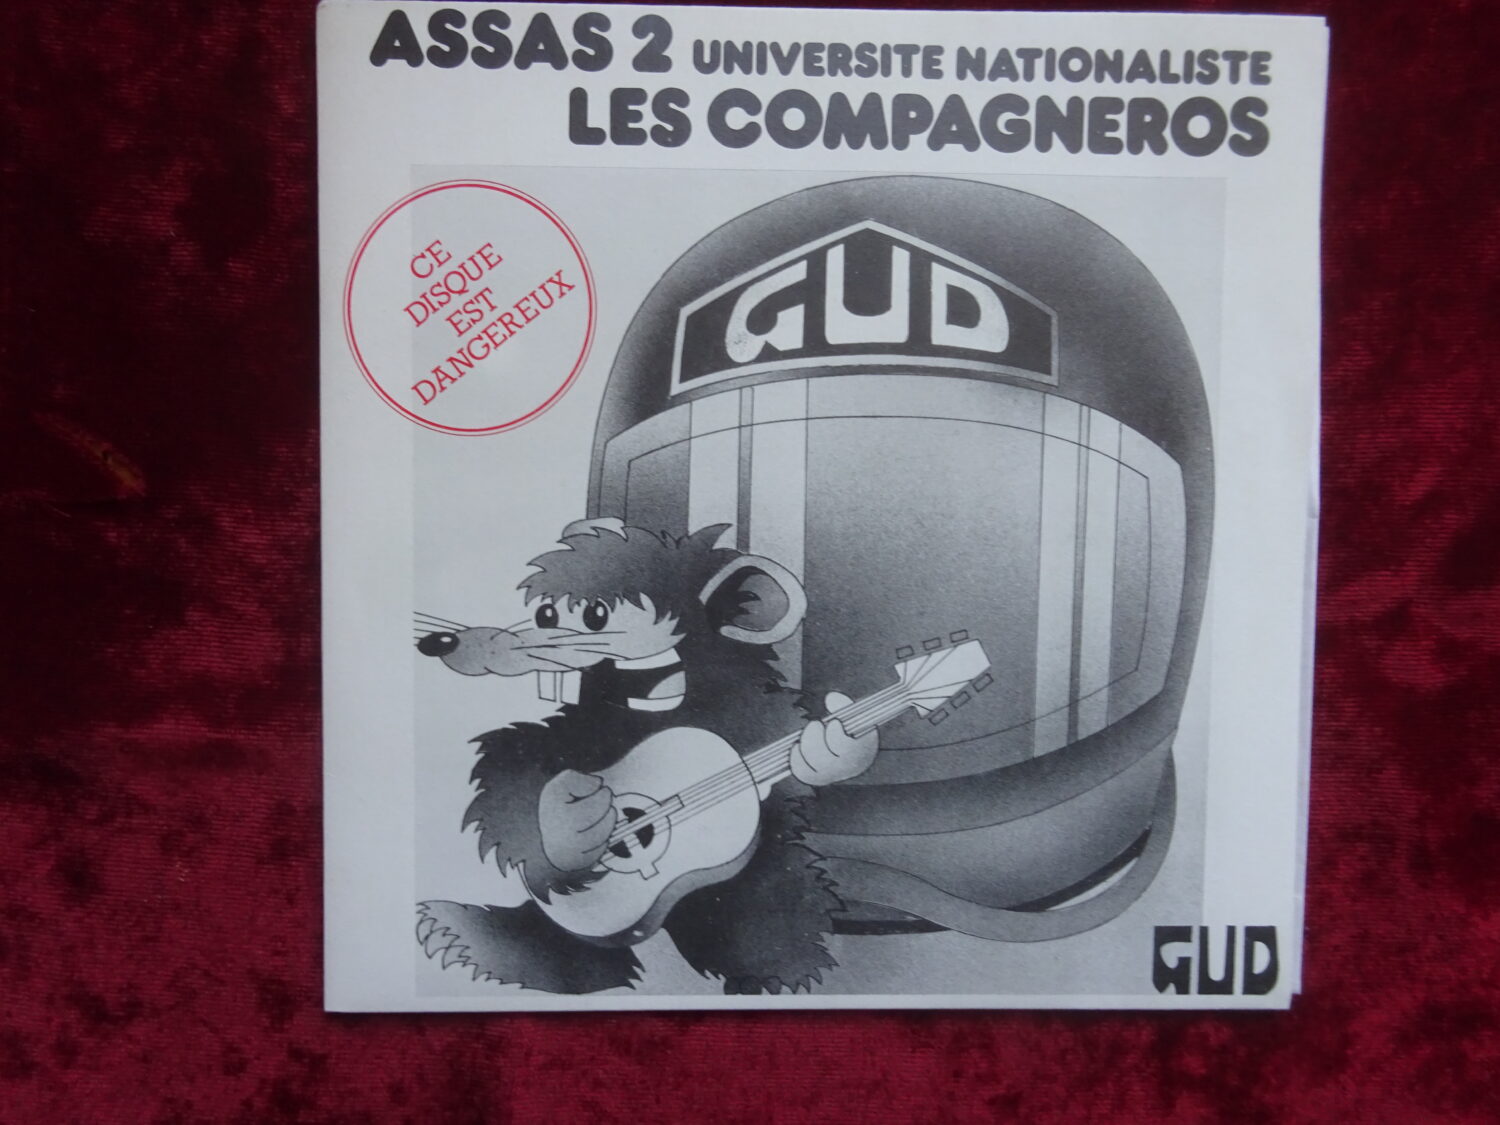 ASSAS 2 UNIVERSITE NATIONALISTE
LES COMPAGNEROS
CE
DISQUE
EST
DANGEREUX
GUD
GUD